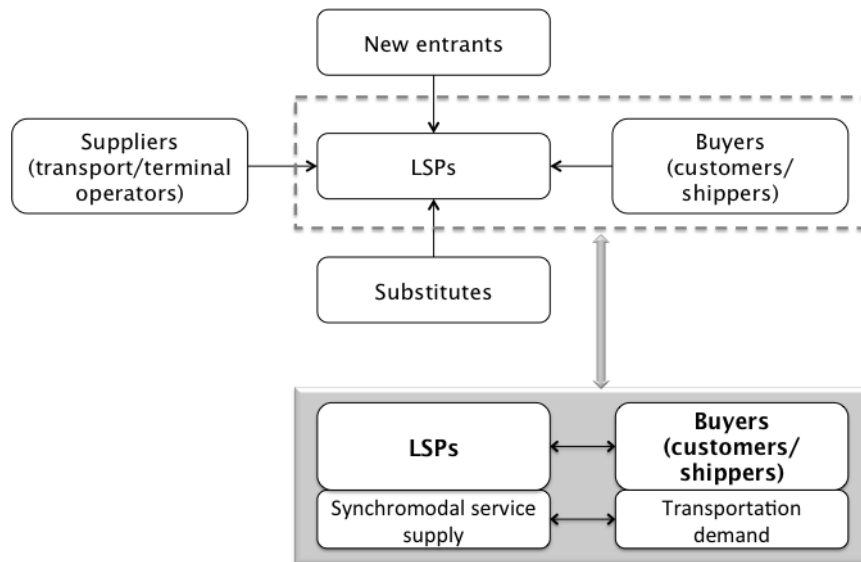 New entrants
Suppliers
(transport/terminal
operators)
LSPs
Buyers
(customers/
shippers)
Substitutes
LSPs
Buyers
(customers/
shippers)
Synchromodal service
supply
Transportation
demand